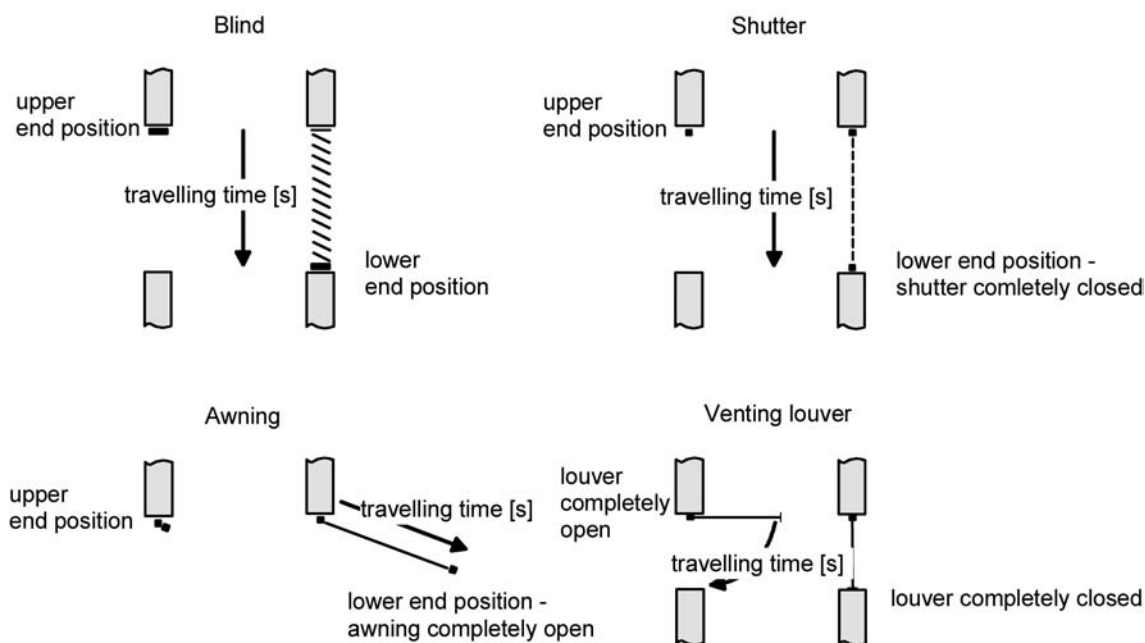 Blind
upper
end position
travelling time [s]
lower
end position
Shutter
upper
end position
travelling time [s]
lower end position -
shutter comletely closed
Awning
upper
end position
travelling time [s]
lower end position -
awning completely open
Venting louver
louver
completely
open
travelling time [s]
louver completely closed